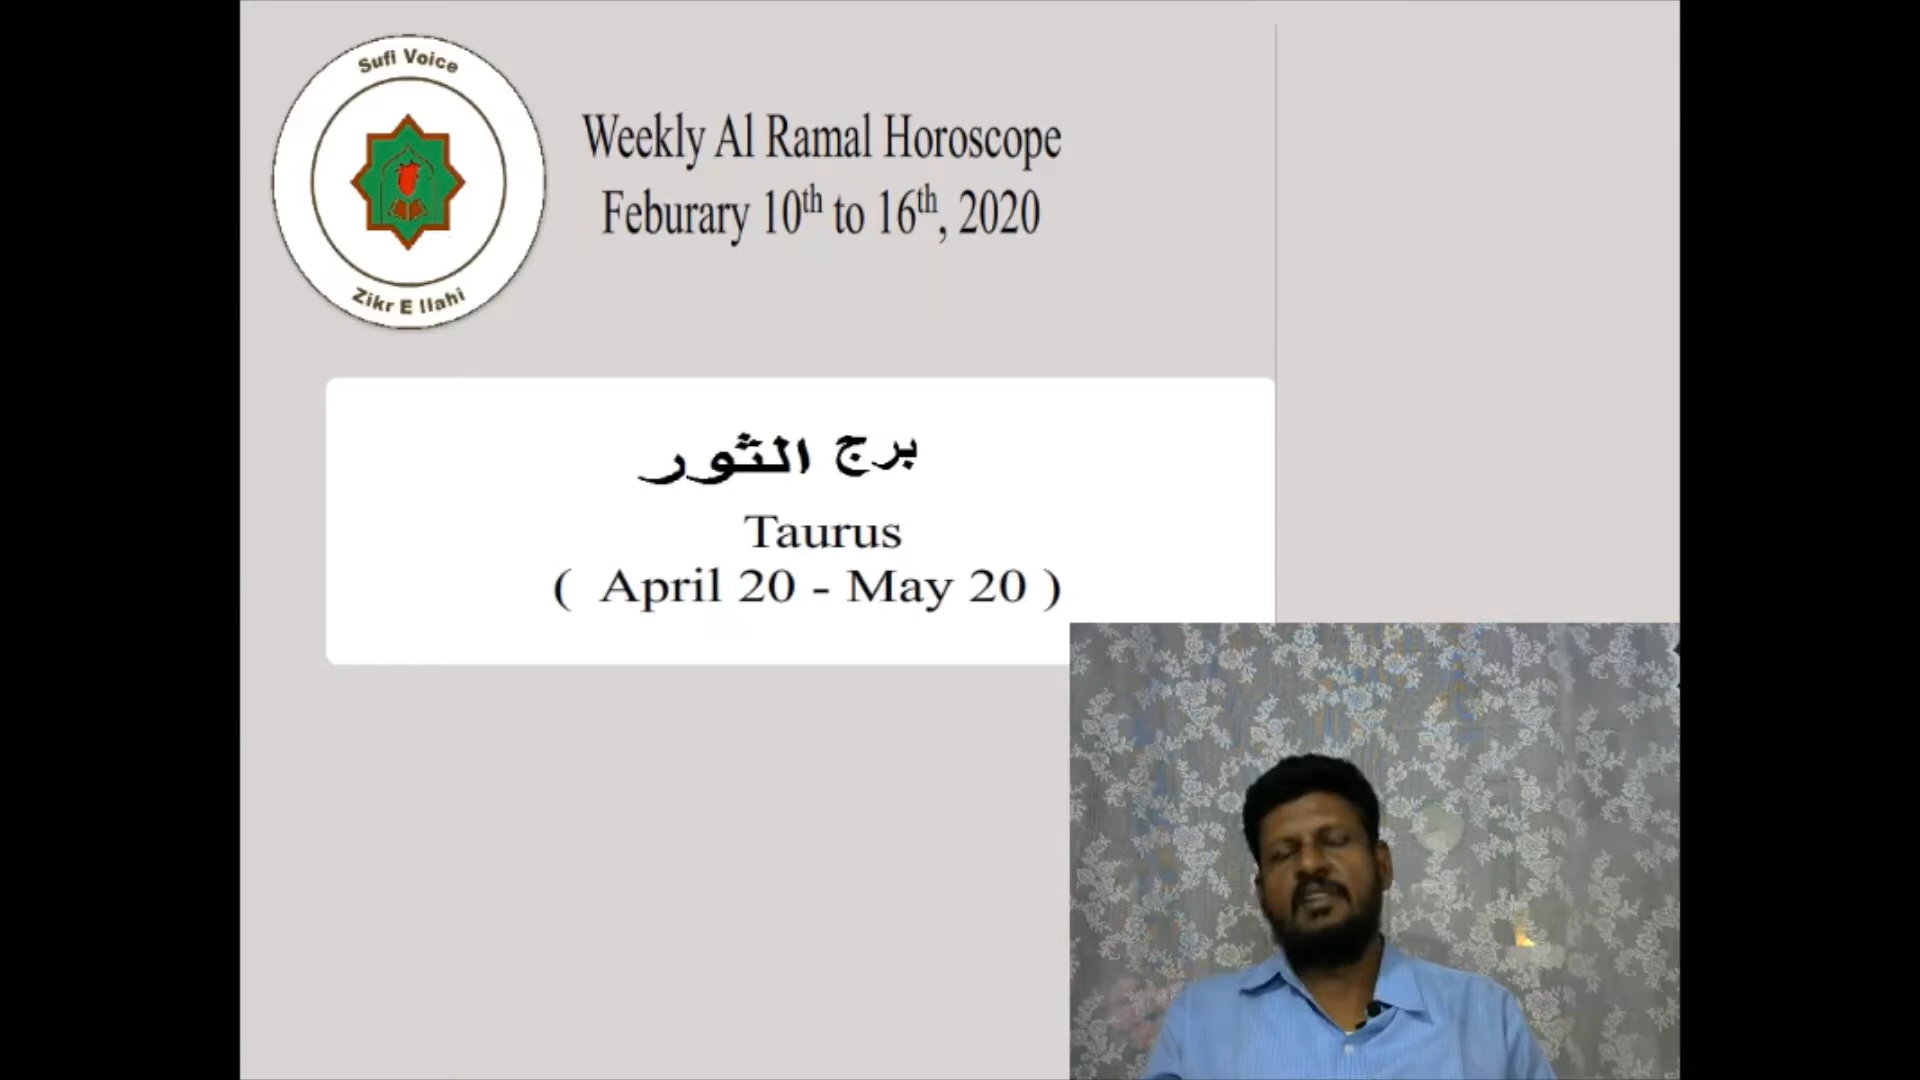 Sufi Voice
Zikr E Ilahi
Weekly Al Ramal Horoscope
Feburary 10th to 16th, 2020
برج الثور
Taurus
( April 20 - May 20 )